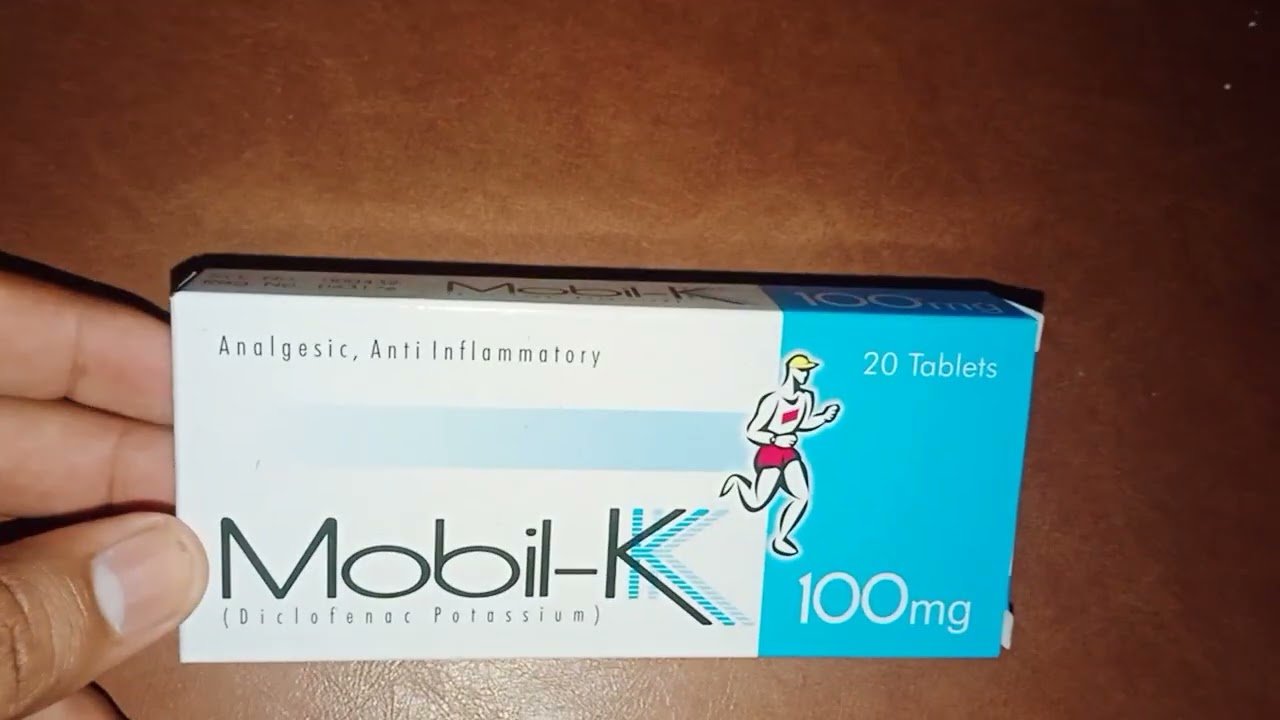 Mobil-K 100mg
Analgesic, Anti Inflammatory
20 Tablets
Mobil-K
(Diclofenac Potassium)
100mg